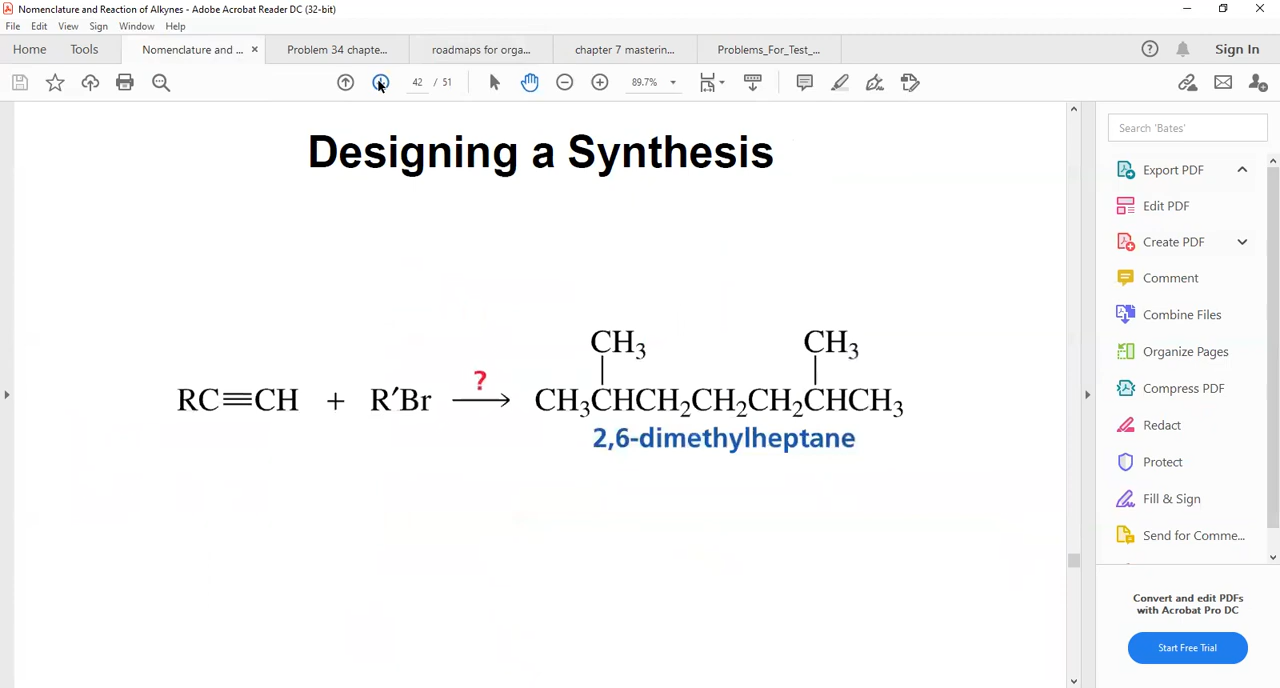 Nomenclature and Reaction of Alkynes - Adobe Acrobat Reader DC (32-bit)
File Edit View Sign Window Help
Home Tools Nomenclature and ... × Problem 34 chapte... roadmaps for orga... chapter 7 masterin... Problems_For_Test_... Sign In
42 / 51 89.7%
Designing a Synthesis
CH₃ CH₃
RC≡CH + R′Br ? → CH₃CHCH₂CH₂CH₂CHCH₃
2,6-dimethylheptane
Search 'Bates'
Export PDF
Edit PDF
Create PDF
Comment
Combine Files
Organize Pages
Compress PDF
Redact
Protect
Fill & Sign
Send for Comme...
Convert and edit PDFs
with Acrobat Pro DC
Start Free Trial